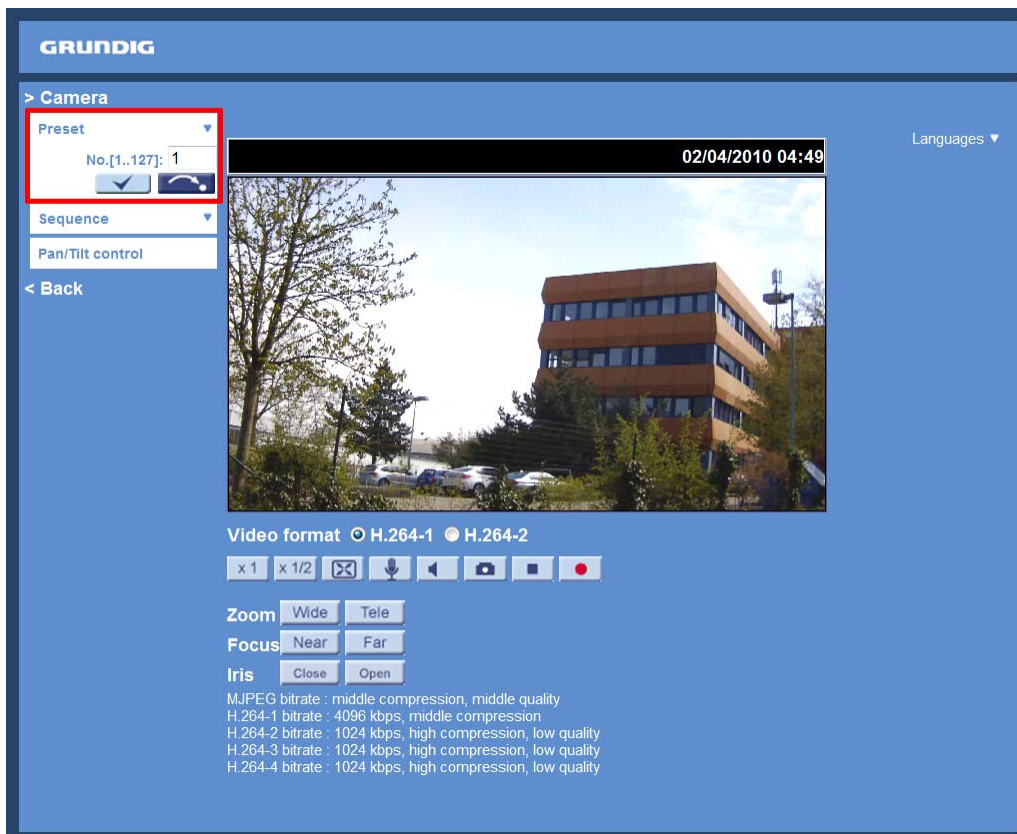 GRUNDIG
> Camera
Preset ▼
No.[1..127]: 1
Sequence ▼
Pan/Tilt control
< Back
Languages ▼
02/04/2010 04:49
Video format H.264-1 H.264-2
x 1 x 1/2
Zoom Wide Tele
Focus Near Far
Iris Close Open
MJPEG bitrate : middle compression, middle quality
H.264-1 bitrate : 4096 kbps, middle compression
H.264-2 bitrate : 1024 kbps, high compression, low quality
H.264-3 bitrate : 1024 kbps, high compression, low quality
H.264-4 bitrate : 1024 kbps, high compression, low quality